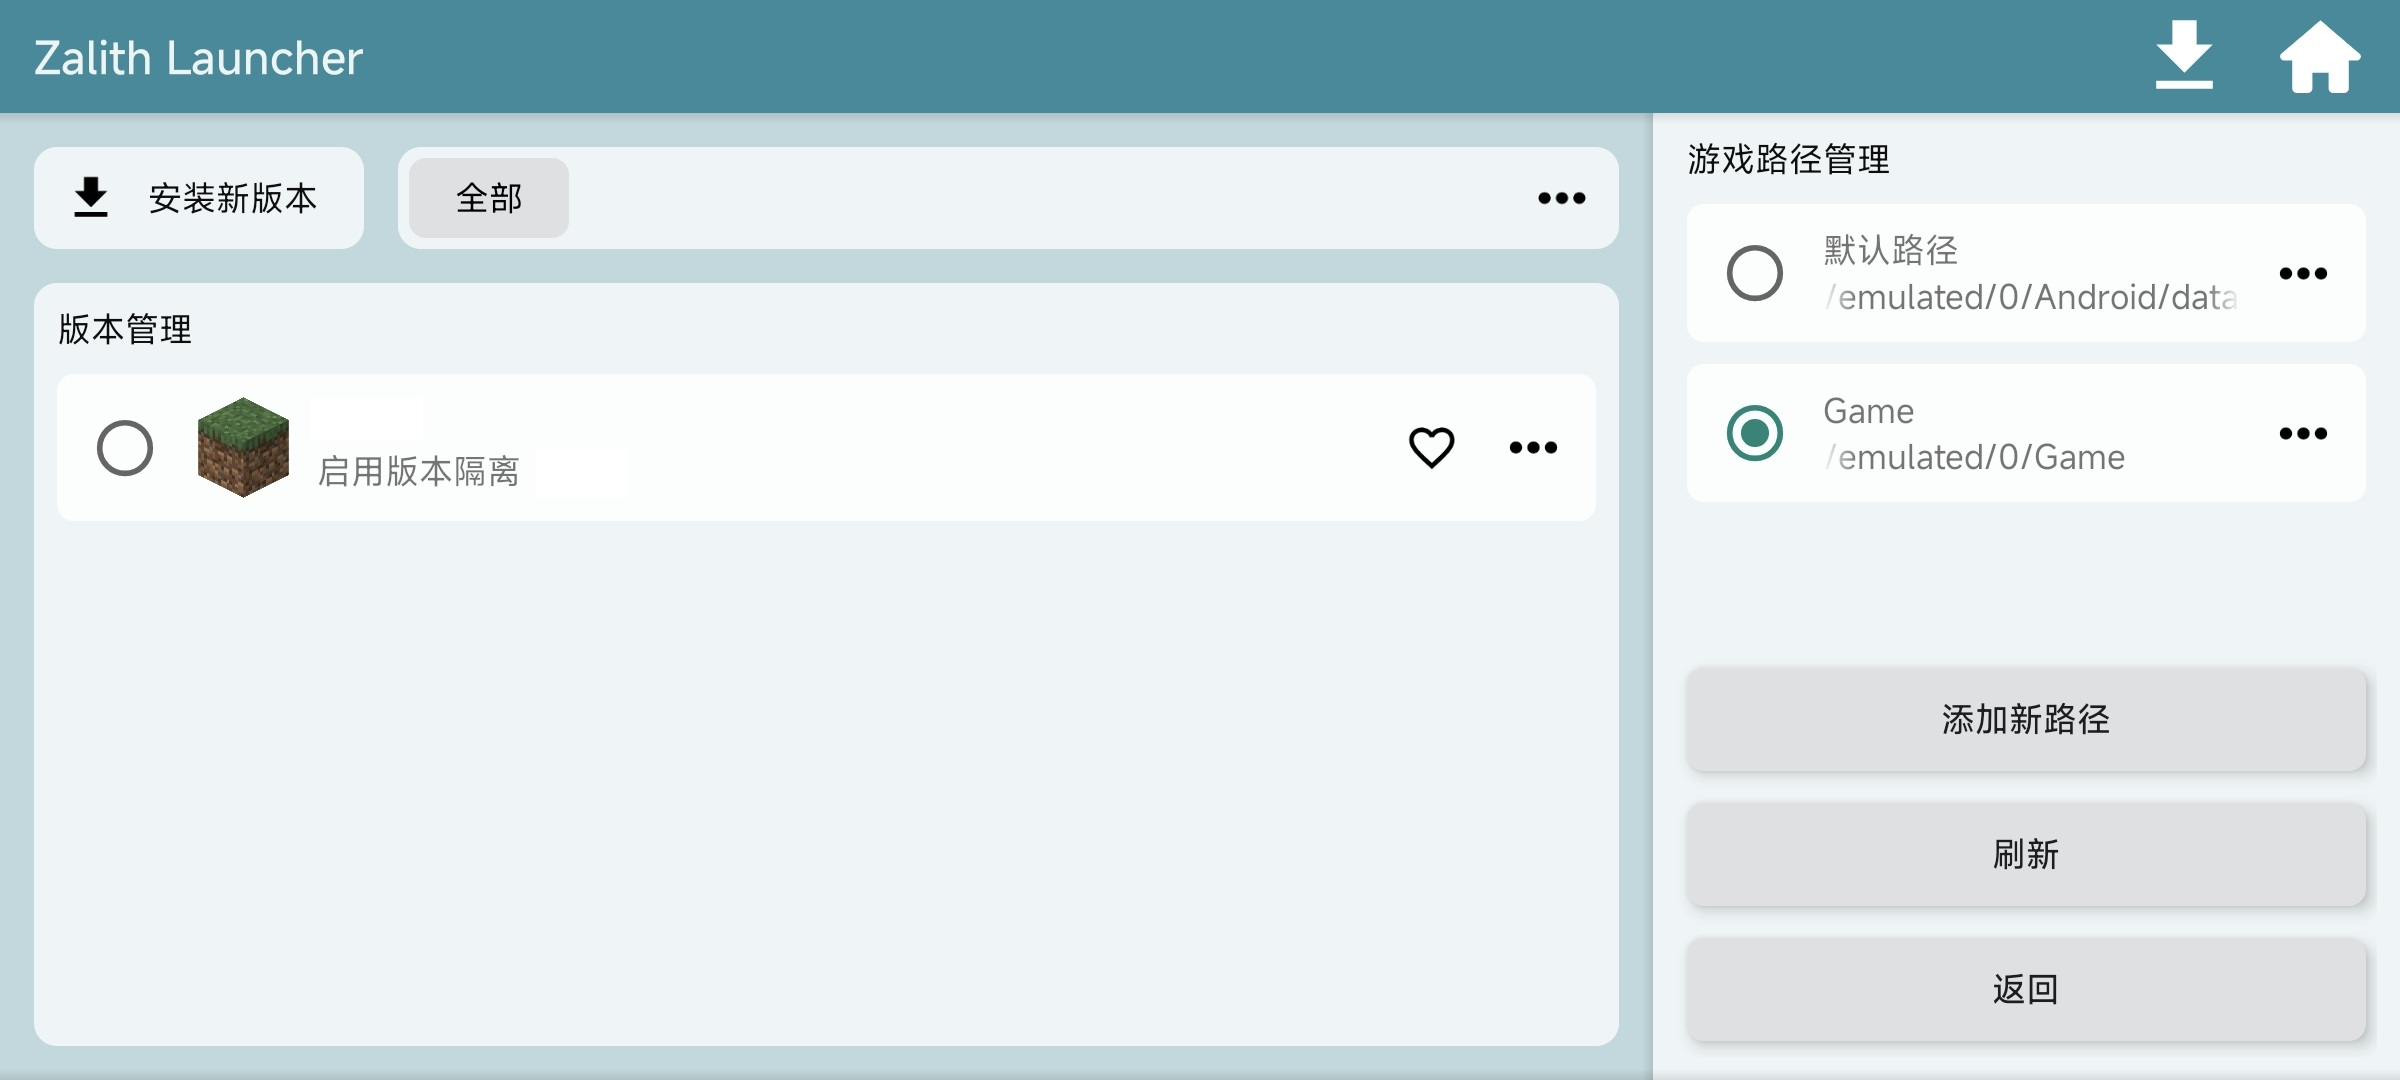 Zalith Launcher
安装新版本
全部
版本管理
启用版本隔离
游戏路径管理
默认路径
/emulated/0/Android/data
Game
/emulated/0/Game
添加新路径
刷新
返回